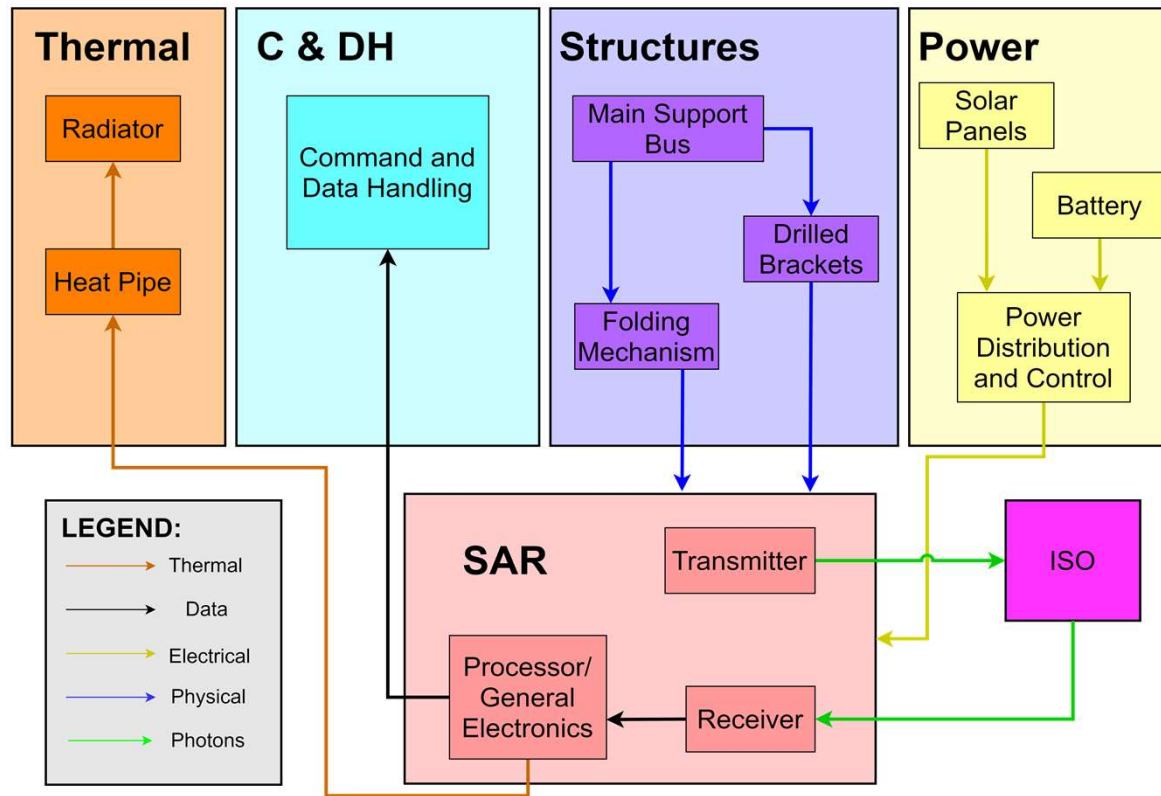 Thermal
Radiator
Heat Pipe
C & DH
Command and
Data Handling
Structures
Main Support
Bus
Drilled
Brackets
Folding
Mechanism
Power
Solar
Panels
Battery
Power
Distribution
and Control
LEGEND:
Thermal
Data
Electrical
Physical
Photons
SAR
Transmitter
Processor/
General
Electronics
Receiver
ISO